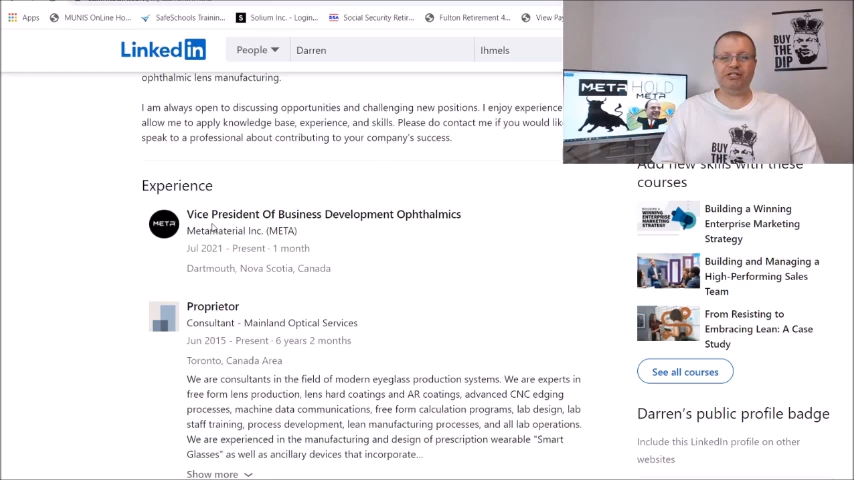 Apps
MUNIS OnLine Ho...
SafeSchools Training...
Solium Inc. - Login...
Social Security Retir...
Fulton Retirement 4...
View Pay
LinkedIn
People
Darren
Ihmels
BUY
THE
DIP
META
HOLD
META
BUY
THE
ophthalmic lens manufacturing.
I am always open to discussing opportunities and challenging new positions. I enjoy experience
allow me to apply knowledge base, experience, and skills. Please do contact me if you would like
speak to a professional about contributing to your company's success.
Experience
META
Vice President Of Business Development Ophthalmics
Metamaterial Inc. (META)
Jul 2021 - Present · 1 month
Dartmouth, Nova Scotia, Canada
Proprietor
Consultant - Mainland Optical Services
Jun 2015 - Present · 6 years 2 months
Toronto, Canada Area
We are consultants in the field of modern eyeglass production systems. We are experts in
free form lens production, lens hard coatings and AR coatings, advanced CNC edging
processes, machine data communications, free form calculation programs, lab design, lab
staff training, process development, lean manufacturing processes, and all lab operations.
We are experienced in the manufacturing and design of prescription wearable "Smart
Glasses" as well as ancillary devices that incorporate...
Show more
Add new skills with these
courses
Building a Winning
Enterprise Marketing
Strategy
Building and Managing a
High-Performing Sales
Team
From Resisting to
Embracing Lean: A Case
Study
See all courses
Darren's public profile badge
Include this LinkedIn profile on other
websites